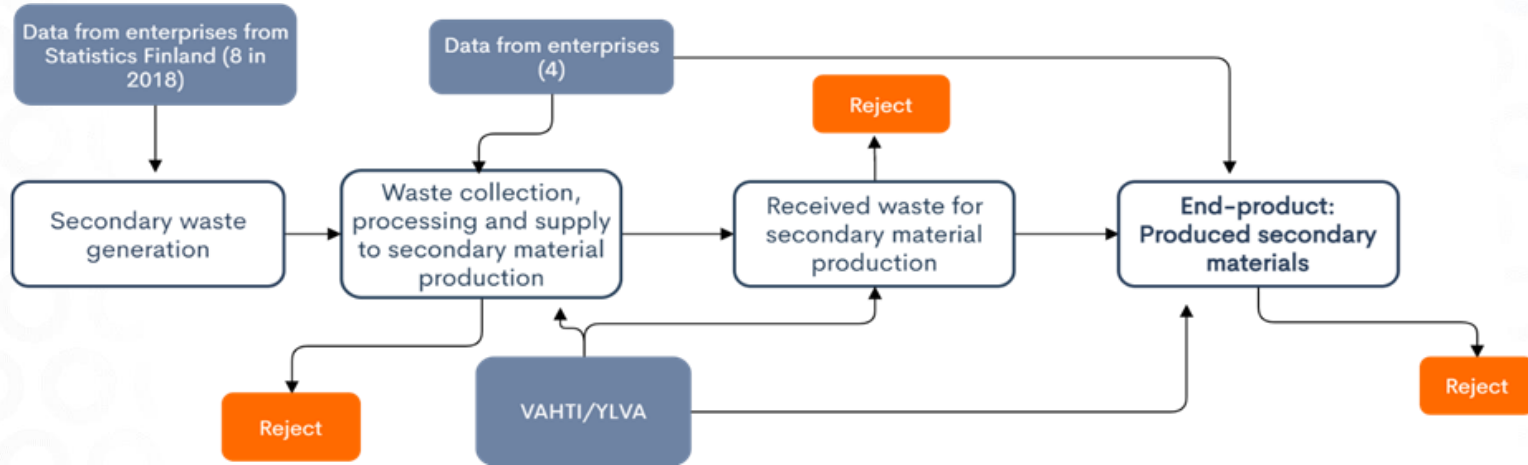 Data from enterprises from
Statistics Finland (8 in
2018)
Data from enterprises
(4)
Reject
Secondary waste
generation
Waste collection,
processing and supply
to secondary material
production
Received waste for
secondary material
production
End-product:
Produced secondary
materials
Reject
VAHTI/YLVA
Reject